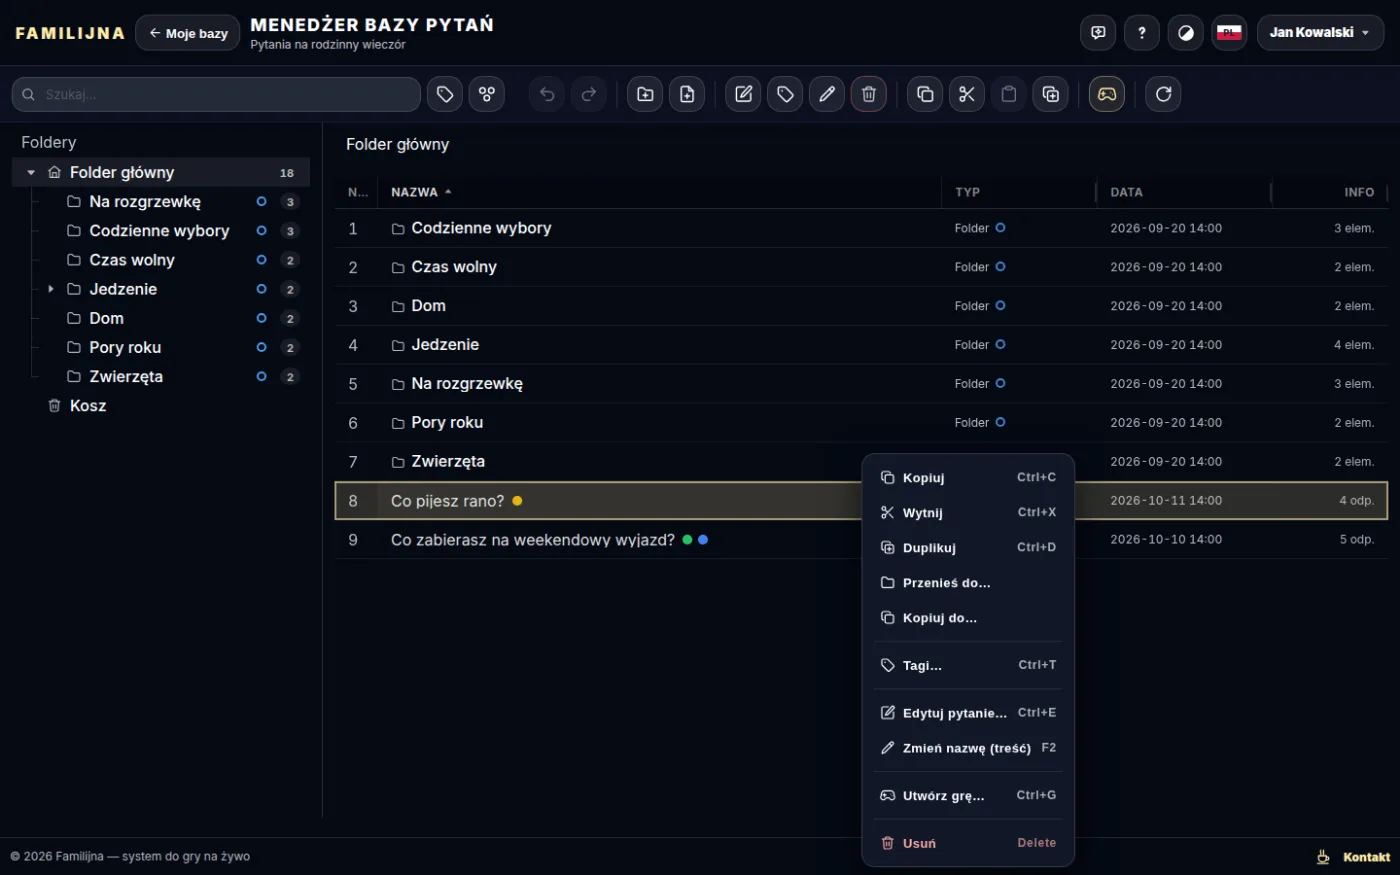 FAMILIJNA
← Moje bazy
MENEDŻER BAZY PYTAŃ
Pytania na rodzinny wieczór
?
PL
Jan Kowalski
Szukaj...
Foldery
Folder główny 18
Na rozgrzewkę 3
Codzienne wybory 3
Czas wolny 2
Jedzenie 2
Dom 2
Pory roku 2
Zwierzęta 2
Kosz
Folder główny
N... NAZWA TYP DATA INFO
1 Codzienne wybory Folder 2026-09-20 14:00 3 elem.
2 Czas wolny Folder 2026-09-20 14:00 2 elem.
3 Dom Folder 2026-09-20 14:00 2 elem.
4 Jedzenie Folder 2026-09-20 14:00 4 elem.
5 Na rozgrzewkę Folder 2026-09-20 14:00 3 elem.
6 Pory roku Folder 2026-09-20 14:00 2 elem.
7 Zwierzęta 2026-09-20 14:00 2 elem.
8 Co pijesz rano? 2026-10-11 14:00 4 odp.
9 Co zabierasz na weekendowy wyjazd? 2026-10-10 14:00 5 odp.
Kopiuj Ctrl+C
Wytnij Ctrl+X
Duplikuj Ctrl+D
Przenieś do...
Kopiuj do...
Tagi... Ctrl+T
Edytuj pytanie... Ctrl+E
Zmień nazwę (treść) F2
Utwórz grę... Ctrl+G
Usuń Delete
© 2026 Familijna — system do gry na żywo
Kontakt